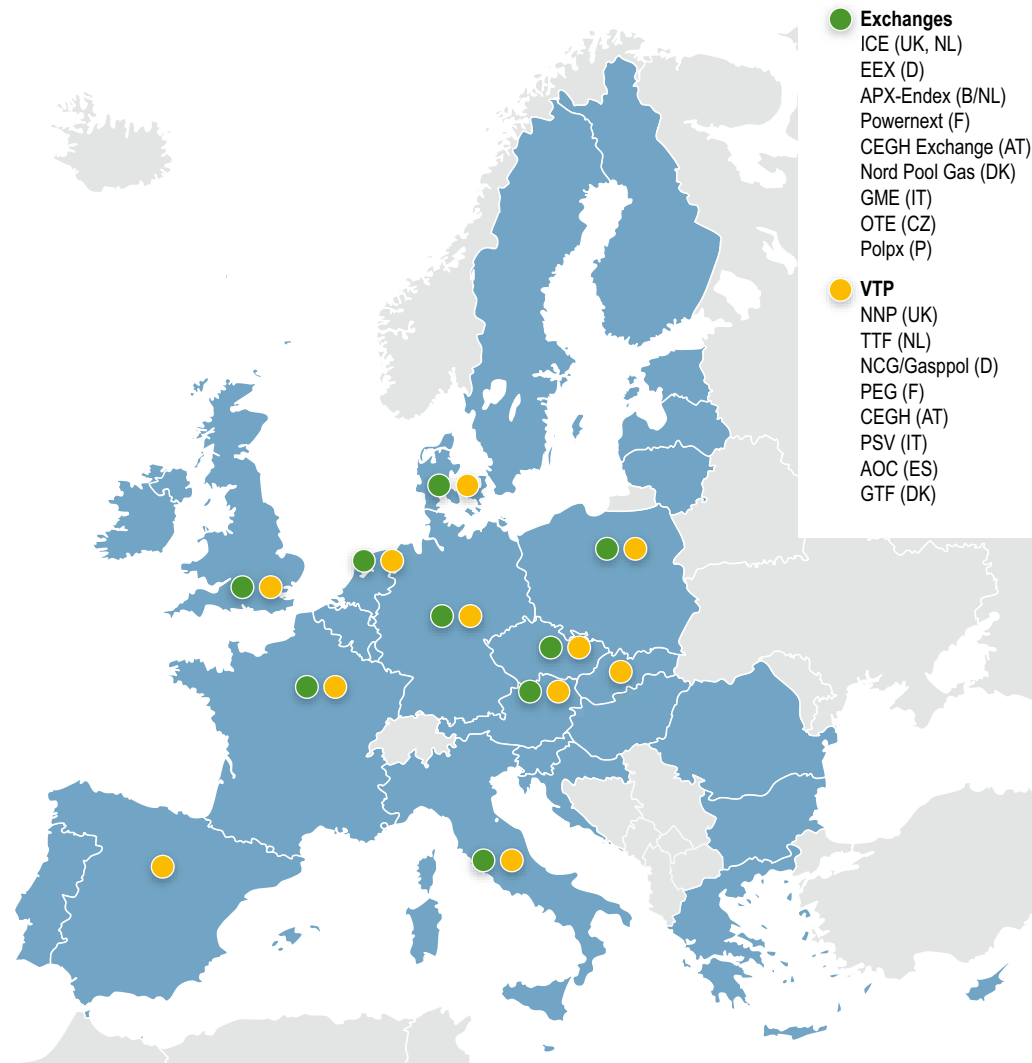 Exchanges
ICE (UK, NL)
EEX (D)
APX-Endex (B/NL)
Powernext (F)
CEGH Exchange (AT)
Nord Pool Gas (DK)
GME (IT)
OTE (CZ)
Polpx (P)
VTP
NNP (UK)
TTF (NL)
NCG/Gasppol (D)
PEG (F)
CEGH (AT)
PSV (IT)
AOC (ES)
GTF (DK)